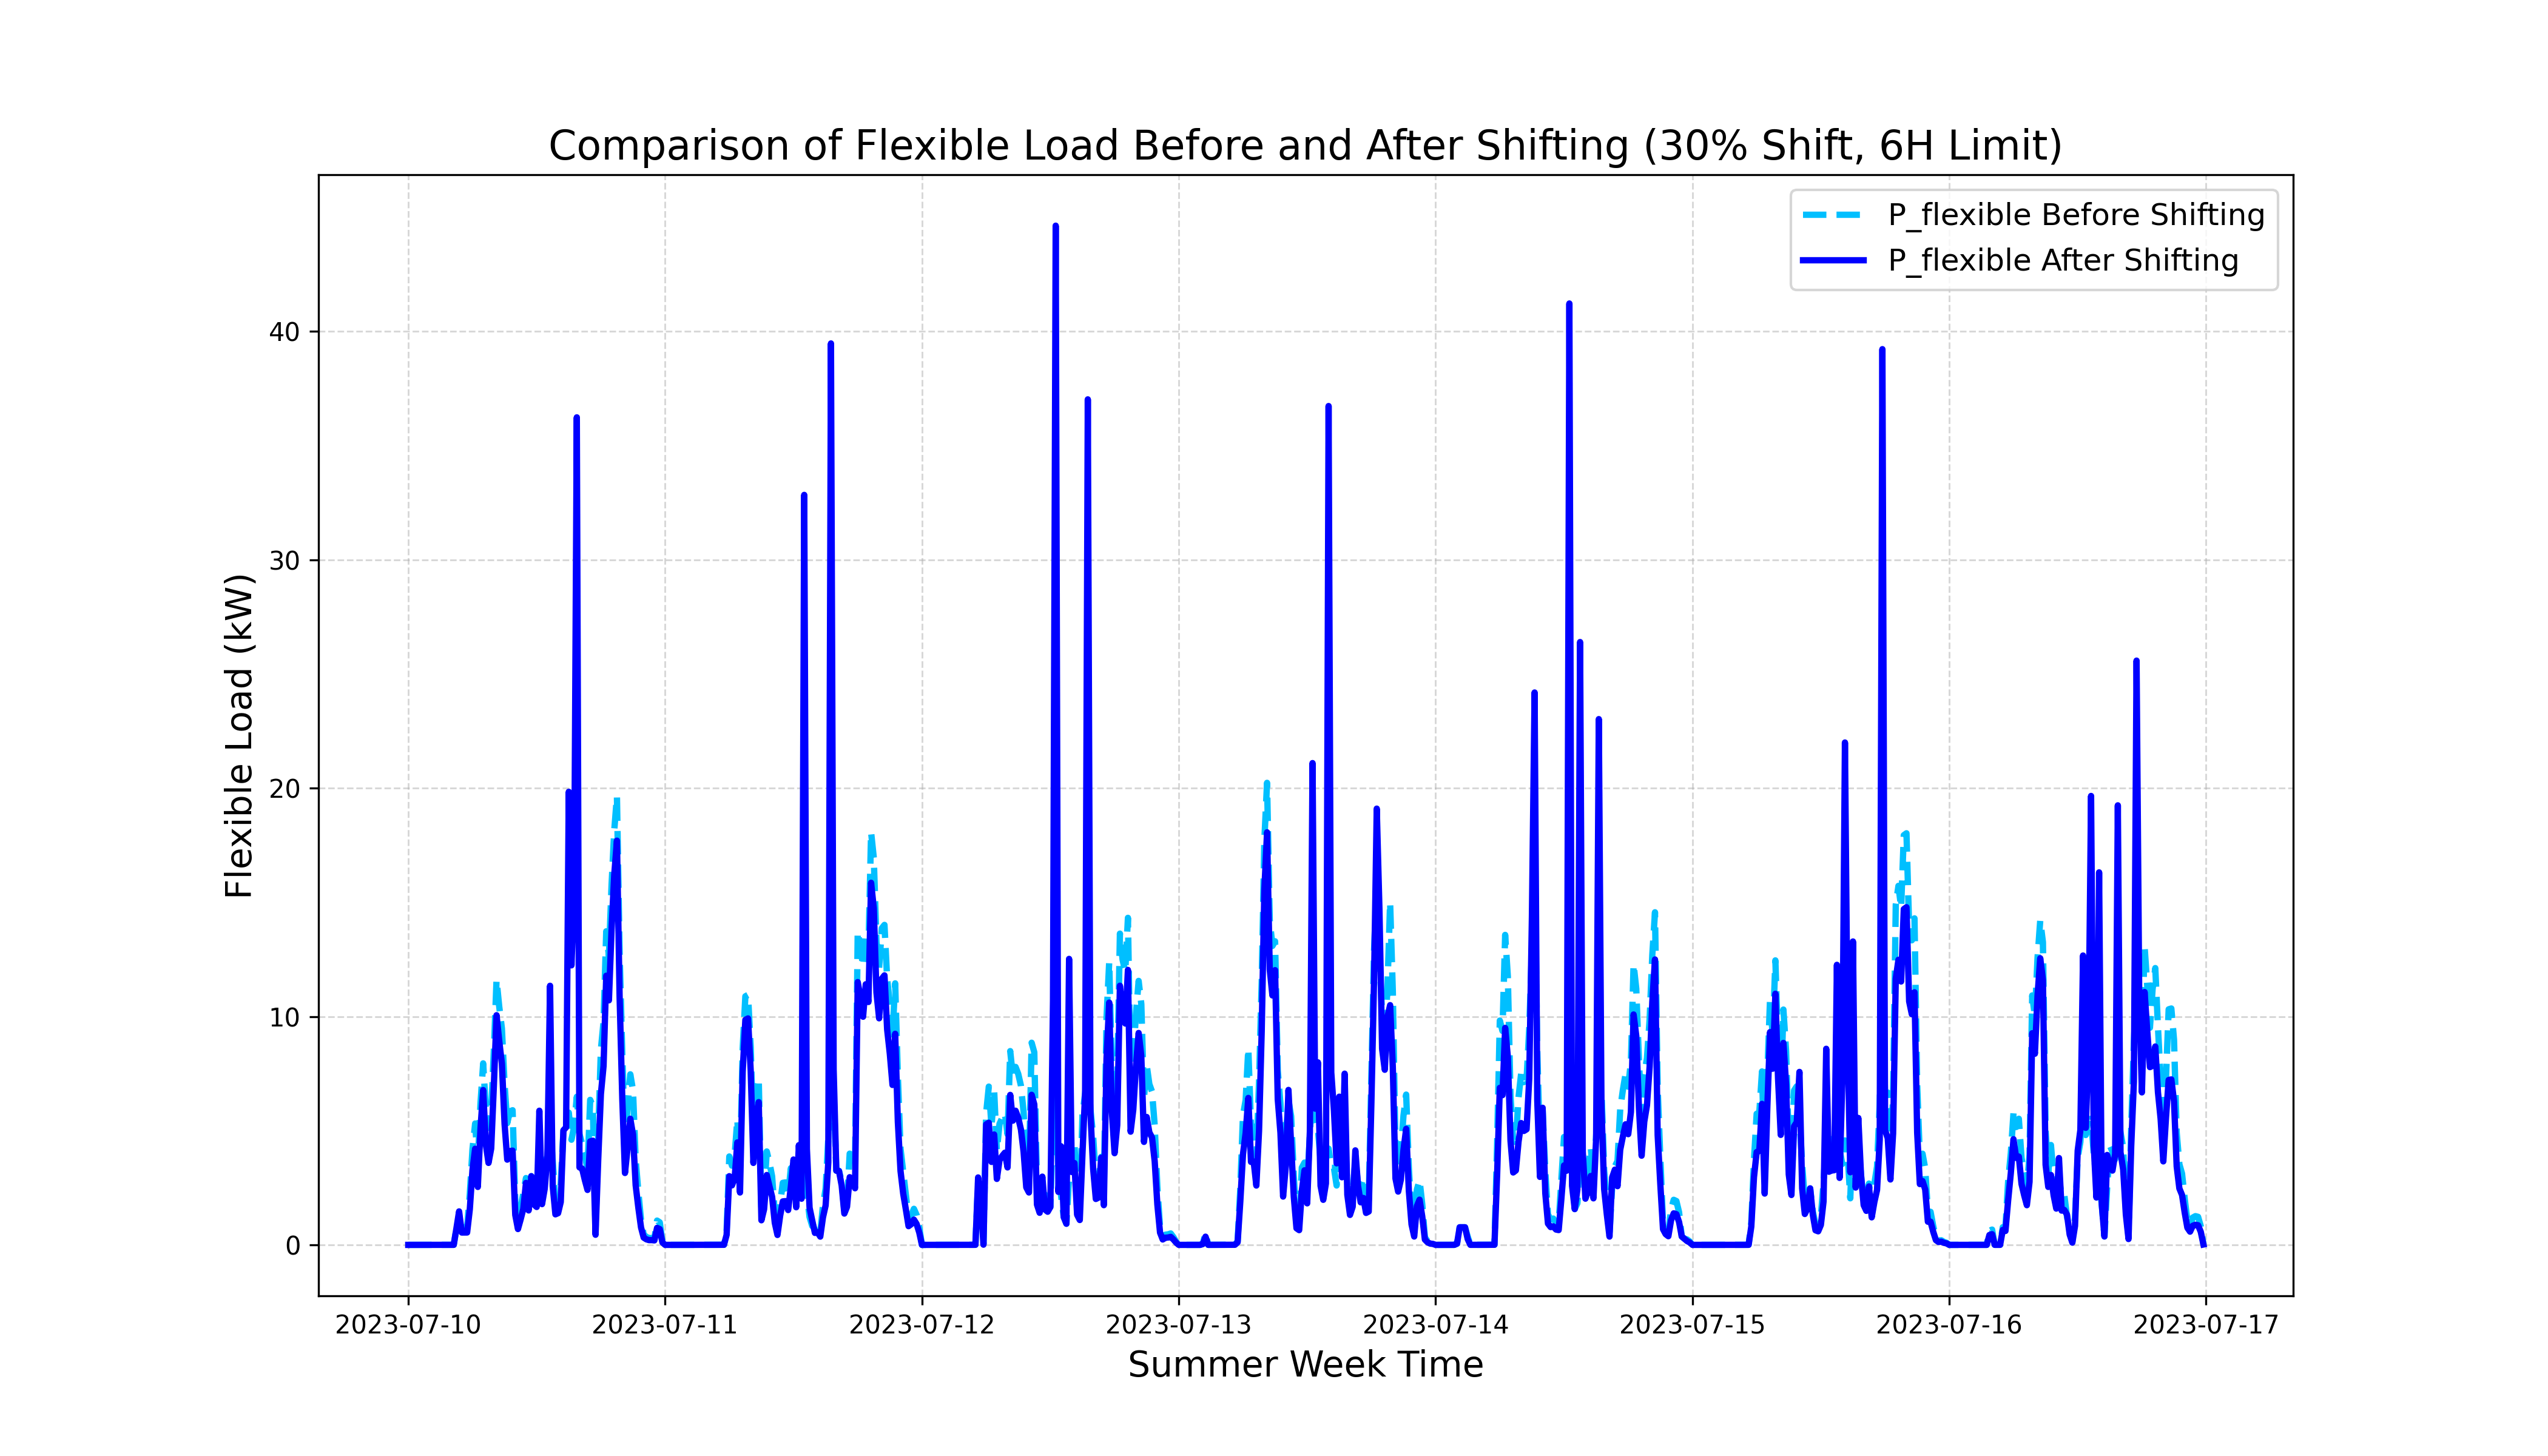 Comparison of Flexible Load Before and After Shifting (30% Shift, 6H Limit)
P_flexible Before Shifting
P_flexible After Shifting
Flexible Load (kW)
40
30
20
10
0
2023-07-10 2023-07-11 2023-07-12 2023-07-13 2023-07-14 2023-07-15 2023-07-16 2023-07-17
Summer Week Time